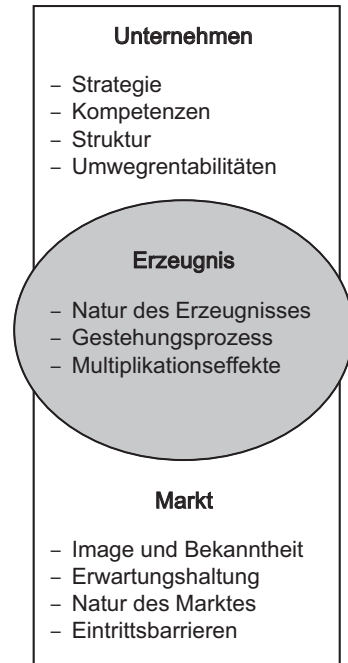 Unternehmen
– Strategie
– Kompetenzen
– Struktur
– Umwegrentabilitäten
Erzeugnis
– Natur des Erzeugnisses
– Gestehungsprozess
– Multiplikationseffekte
Markt
– Image und Bekanntheit
– Erwartungshaltung
– Natur des Marktes
– Eintrittsbarrieren